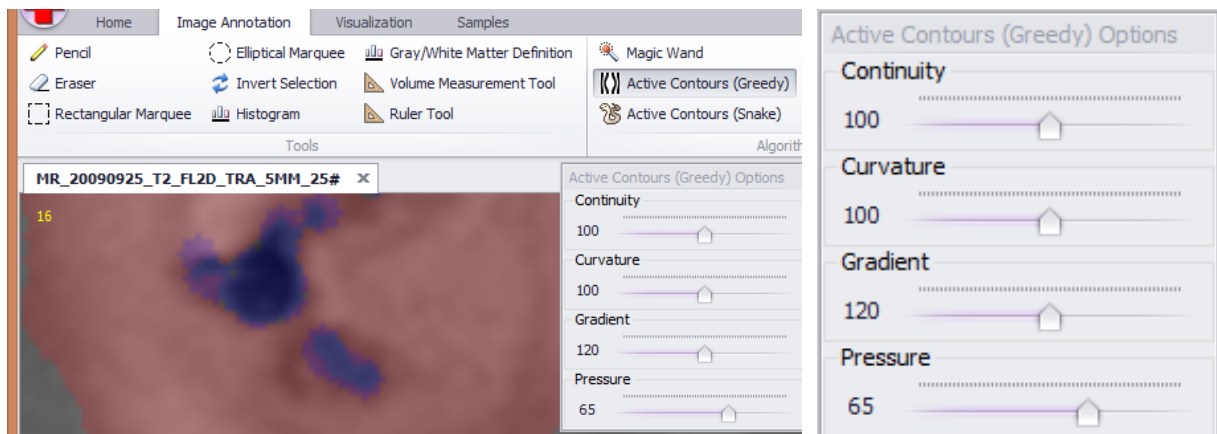 Home Image Annotation Visualization Samples
Pencil Elliptical Marquee Gray/White Matter Definition Magic Wand
Eraser Invert Selection Volume Measurement Tool Active Contours (Greedy)
Rectangular Marquee Histogram Ruler Tool Active Contours (Snake)
Tools Algorith
MR_20090925_T2_FL2D_TRA_5MM_25# x
16
Active Contours (Greedy) Options
Continuity
100
Curvature
100
Gradient
120
Pressure
65
Active Contours (Greedy) Options
Continuity
100
Curvature
100
Gradient
120
Pressure
65